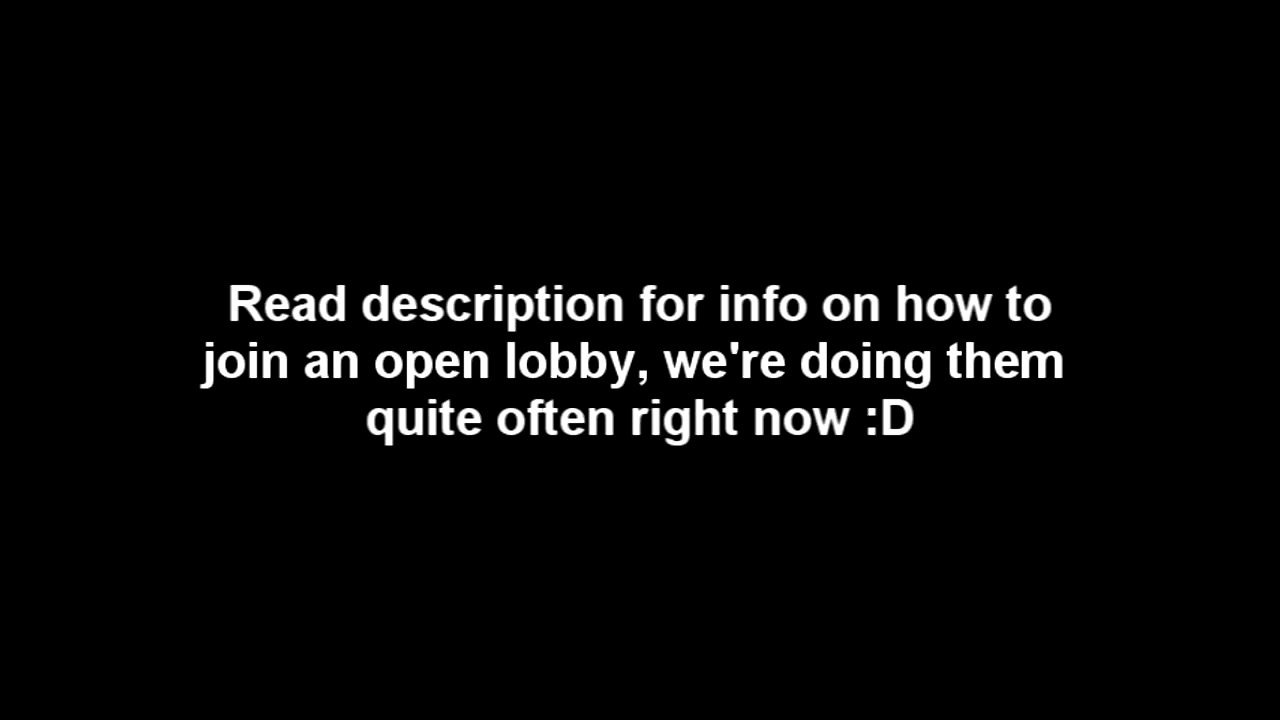 Read description for info on how to
join an open lobby, we're doing them
quite often right now :D